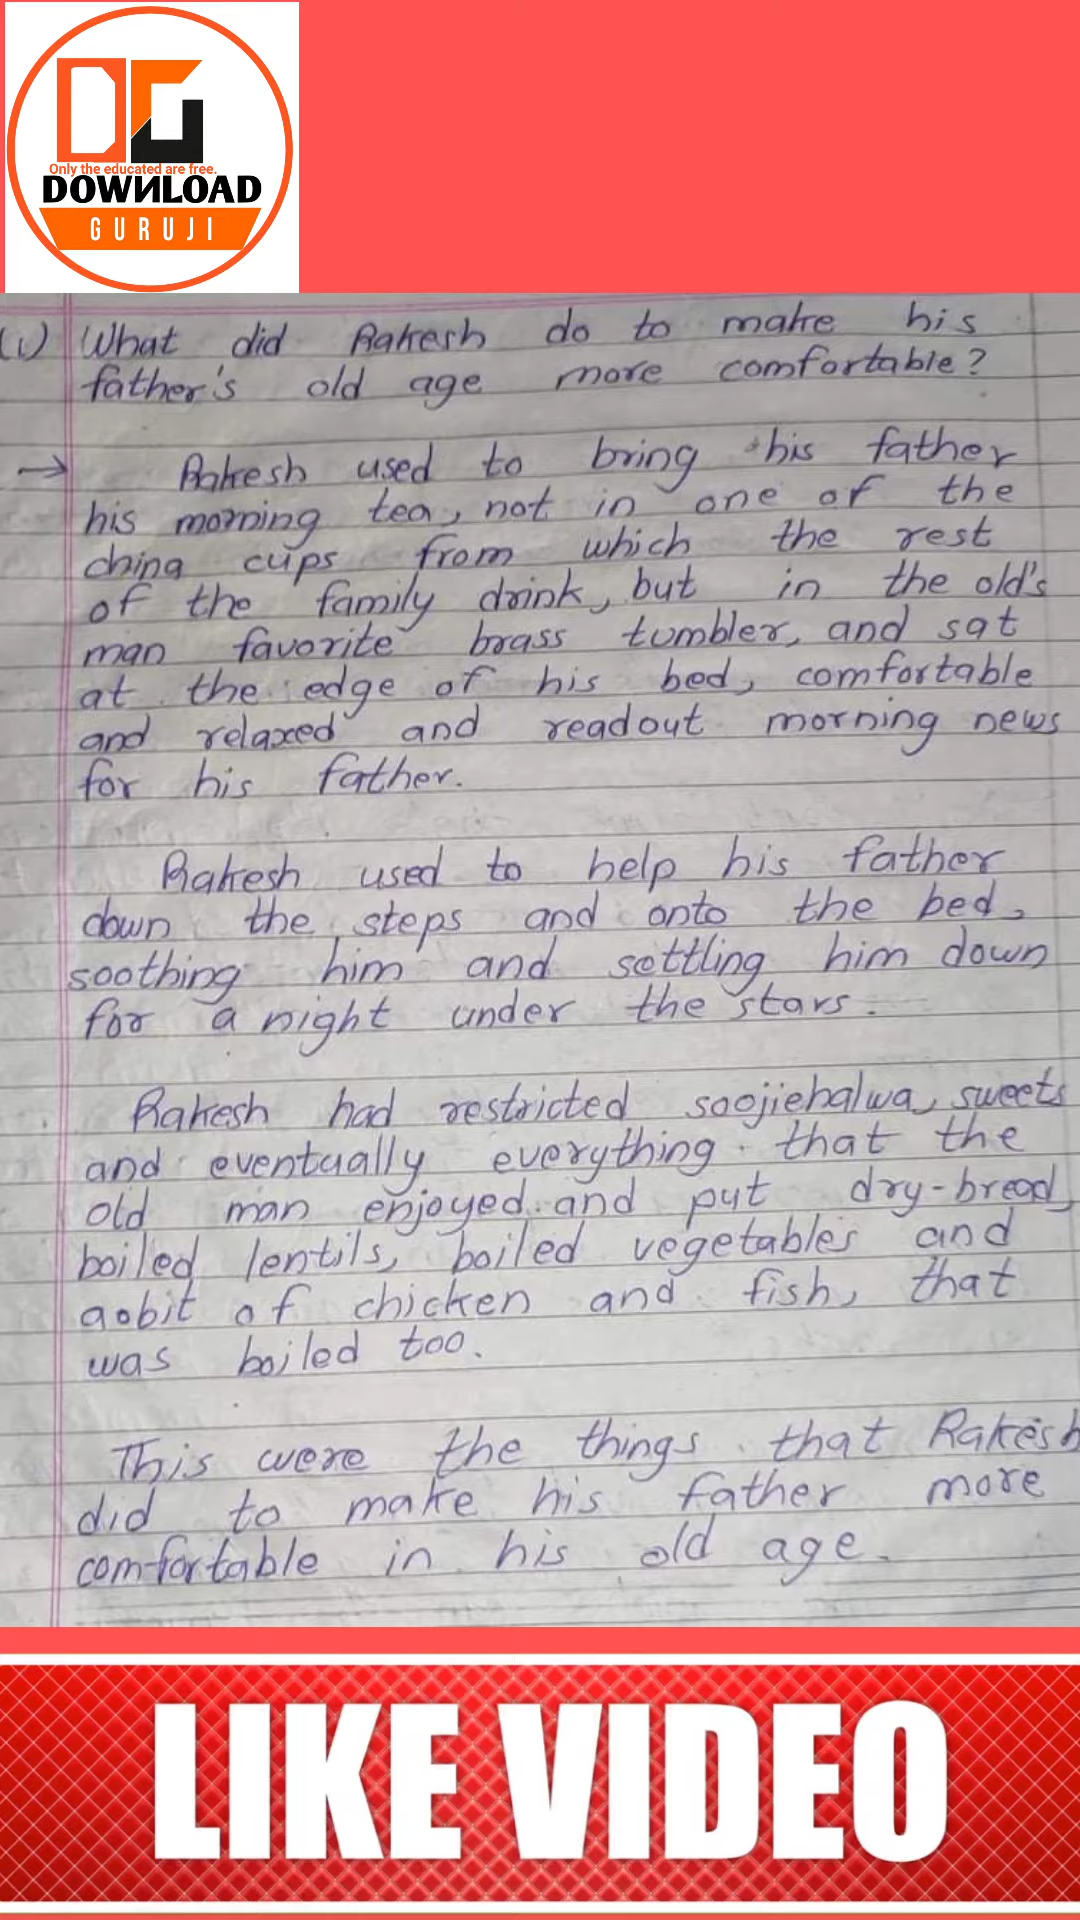 Only the educated are free.
DOWNLOAD
GURUJI
(i) What did Rakesh do to make his
father's old age more comfortable?
→ Rakesh used to bring his father
his morning tea, not in one of the
china cups from which the rest
of the family drink, but in the old's
man favorite brass tumbler, and sat
at the edge of his bed, comfortable
and relaxed and readout morning news
for his father.
Rakesh used to help his father
down the steps and onto the bed,
soothing him and settling him down
for a night under the stars.
Rakesh had restricted soojiehalwa, sweets
and eventually everything that the
old man enjoyed and put dry-bread,
boiled lentils, boiled vegetables and
aobit of chicken and fish, that
was boiled too.
This were the things that Rakesh
did to make his father more
comfortable in his old age.
LIKE VIDEO